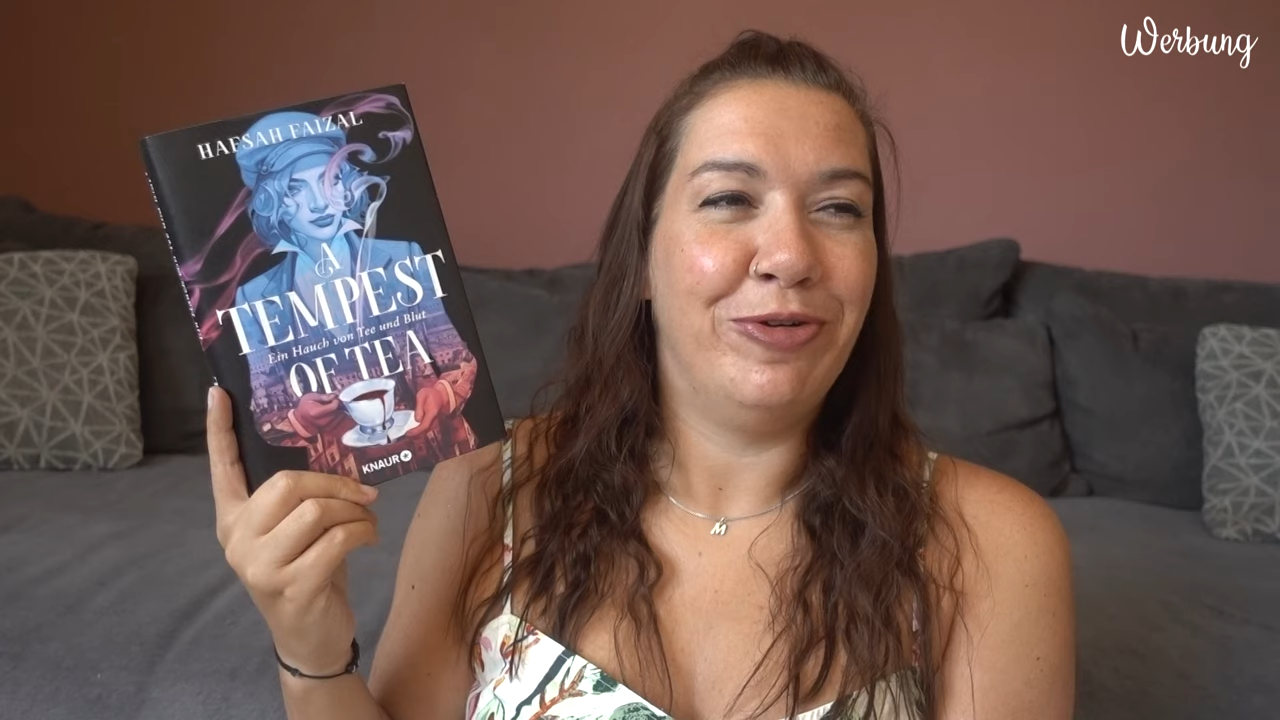 Werbung
HAFSAH FAIZAL
A
TEMPEST
Ein Hauch von Tee und Blut
OF TEA
KNAUR
M